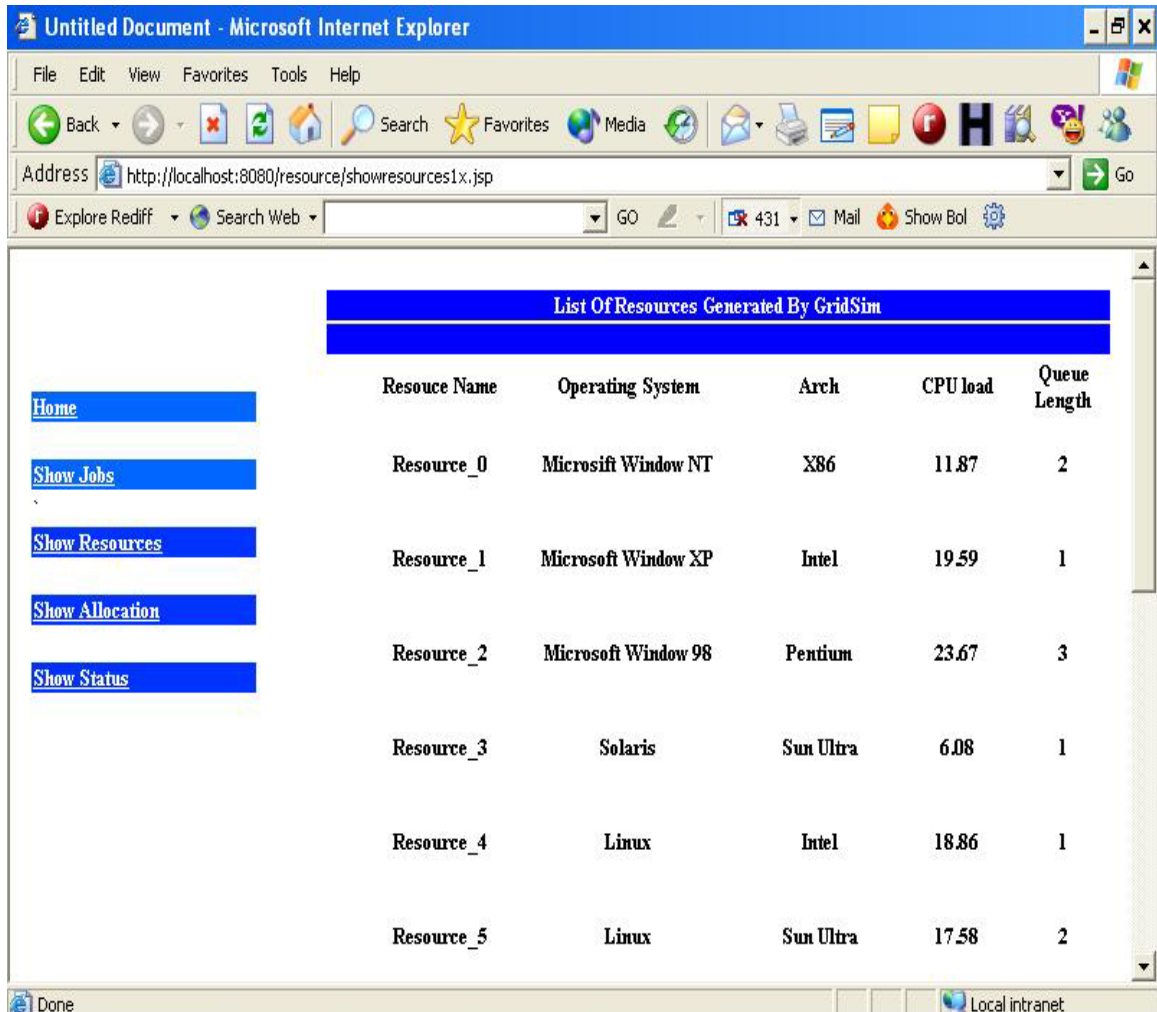 Untitled Document - Microsoft Internet Explorer
File Edit View Favorites Tools Help
Back Search Favorites Media
Address http://localhost:8080/resource/showresources1x.jsp Go
Explore Rediff Search Web GO 431 Mail Show Bol
List Of Resources Generated By GridSim
Home
Show Jobs
`
Show Resources
Show Allocation
Show Status
Resouce Name Operating System Arch CPU load Queue Length
Resource_0 Microsift Window NT X86 11.87 2
Resource_1 Microsoft Window XP Intel 19.59 1
Resource_2 Microsoft Window 98 Pentium 23.67 3
Resource_3 Solaris Sun Ultra 6.08 1
Resource_4 Linux Intel 18.86 1
Resource_5 Linux Sun Ultra 17.58 2
Done Local intranet